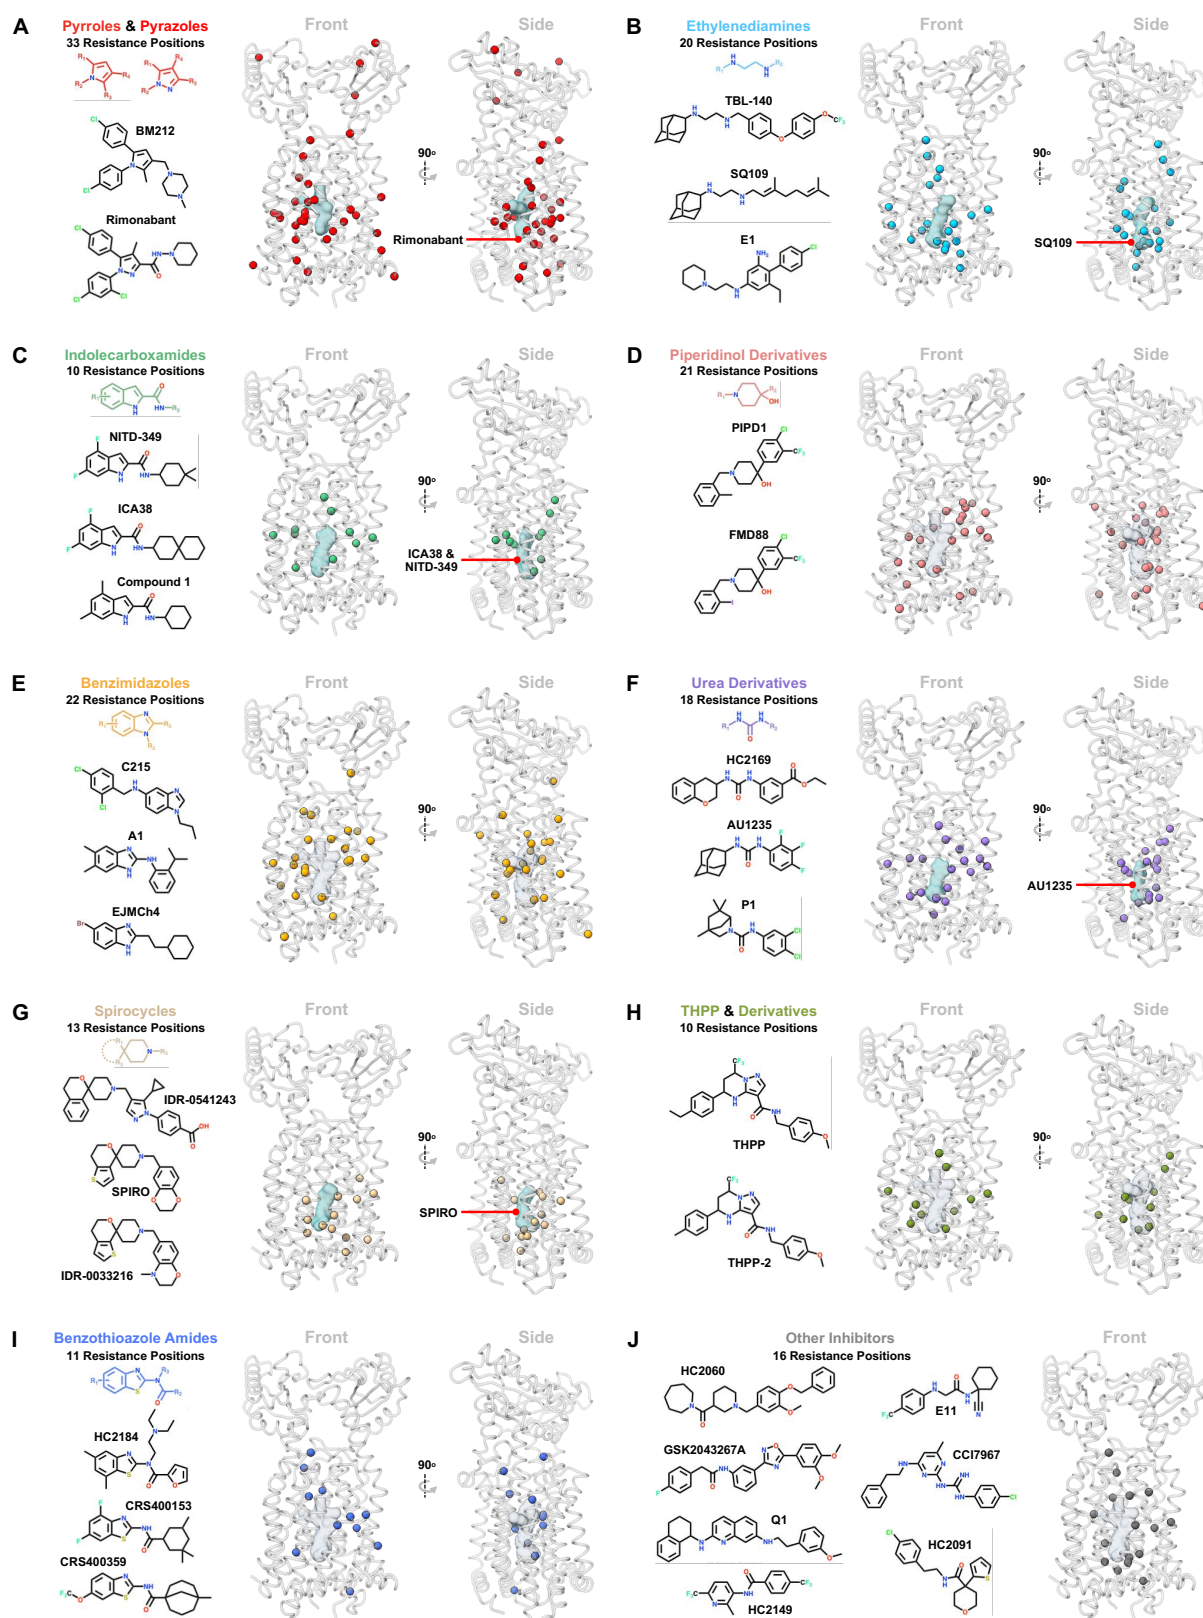 A
Pyrroles & Pyrazoles
33 Resistance Positions
Front
Side
BM212
Rimonabant
90°
Rimonabant
B
Ethylenediamines
20 Resistance Positions
Front
Side
TBL-140
SQ109
E1
90°
SQ109
C
Indolecarboxamides
10 Resistance Positions
Front
Side
NITD-349
ICA38
Compound 1
90°
ICA38 &
NITD-349
D
Piperidinol Derivatives
21 Resistance Positions
Front
Side
PIPD1
FMD88
90°
E
Benzimidazoles
22 Resistance Positions
Front
Side
C215
A1
EJMCh4
90°
F
Urea Derivatives
18 Resistance Positions
Front
Side
HC2169
AU1235
P1
90°
AU1235
G
Spirocycles
13 Resistance Positions
Front
Side
IDR-0541243
SPIRO
IDR-0033216
90°
SPIRO
H
THPP & Derivatives
10 Resistance Positions
Front
Side
THPP
THPP-2
90°
I
Benzothioazole Amides
11 Resistance Positions
Front
Side
HC2184
CRS400153
CRS400359
90°
J
Other Inhibitors
16 Resistance Positions
Front
HC2060
E11
GSK2043267A
CCI7967
Q1
HC2091
HC2149